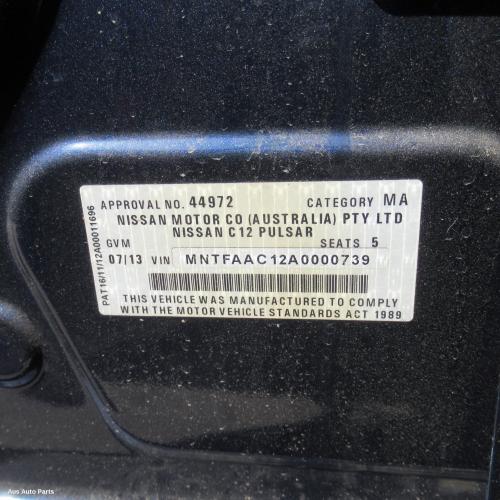 APPROVAL NO. 44972 CATEGORY MA
NISSAN MOTOR CO (AUSTRALIA) PTY LTD
NISSAN C12 PULSAR
GVM SEATS 5
07/13 VIN MNTFAAC12A0000739
THIS VEHICLE WAS MANUFACTURED TO COMPLY
WITH THE MOTOR VEHICLE STANDARDS ACT 1989
PAT16/11/12A00011696
Aus Auto Parts